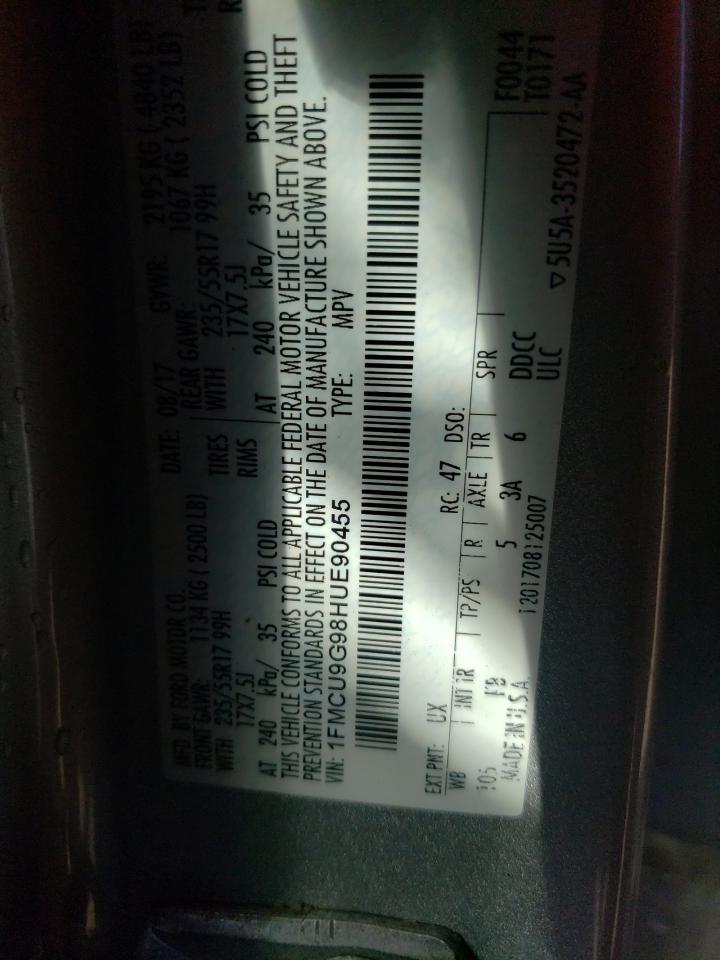 MFD. BY FORD MOTOR CO. DATE: 08/17 GVWR: 2195 KG ( 4840 LB)
FRONT GAWR: 1134 KG ( 2500 LB) REAR GAWR: 1067 KG ( 2352 LB)
WITH 235/55R17 99H TIRES WITH 235/55R17 99H
17X7.5J RIMS 17X7.5J
AT 240 kPa/ 35 PSI COLD AT 240 kPa/ 35 PSI COLD
THIS VEHICLE CONFORMS TO ALL APPLICABLE FEDERAL MOTOR VEHICLE SAFETY AND THEFT
PREVENTION STANDARDS IN EFFECT ON THE DATE OF MANUFACTURE SHOWN ABOVE.
VIN: 1FMCU9G98HUE90455 TYPE: MPV
F0044
T0171
EXT PNT: UX RC: 47 DSO:
WB INT TR TP/PS R AXLE TR SPR
105 5 3A 6 DDCC
MADE IN U.S.A. 1201708125007 ULC
5U5A-3520472-AA